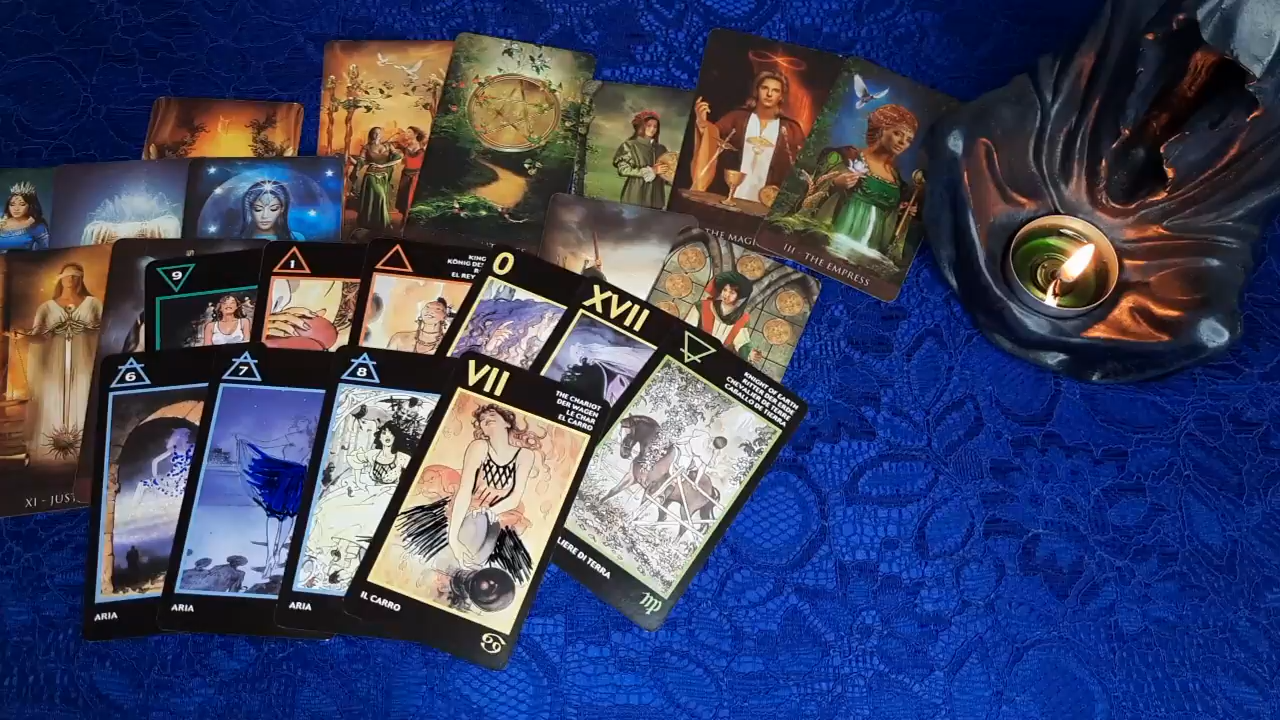 THE MAGI
III - THE EMPRESS
XI - JUST
9
1
KING
KÖNIG DES
EL REY
0
XVII
6
7
8
VII
THE CHARIOT
DER WAGEN
LE CHAR
EL CARRO
KNIGHT OF EARTH
RITTER DER ERDE
CHEVALIER DE TERRE
CABALLO DE TIERRA
LIERE DI TERRA
ARIA
ARIA
ARIA
IL CARRO